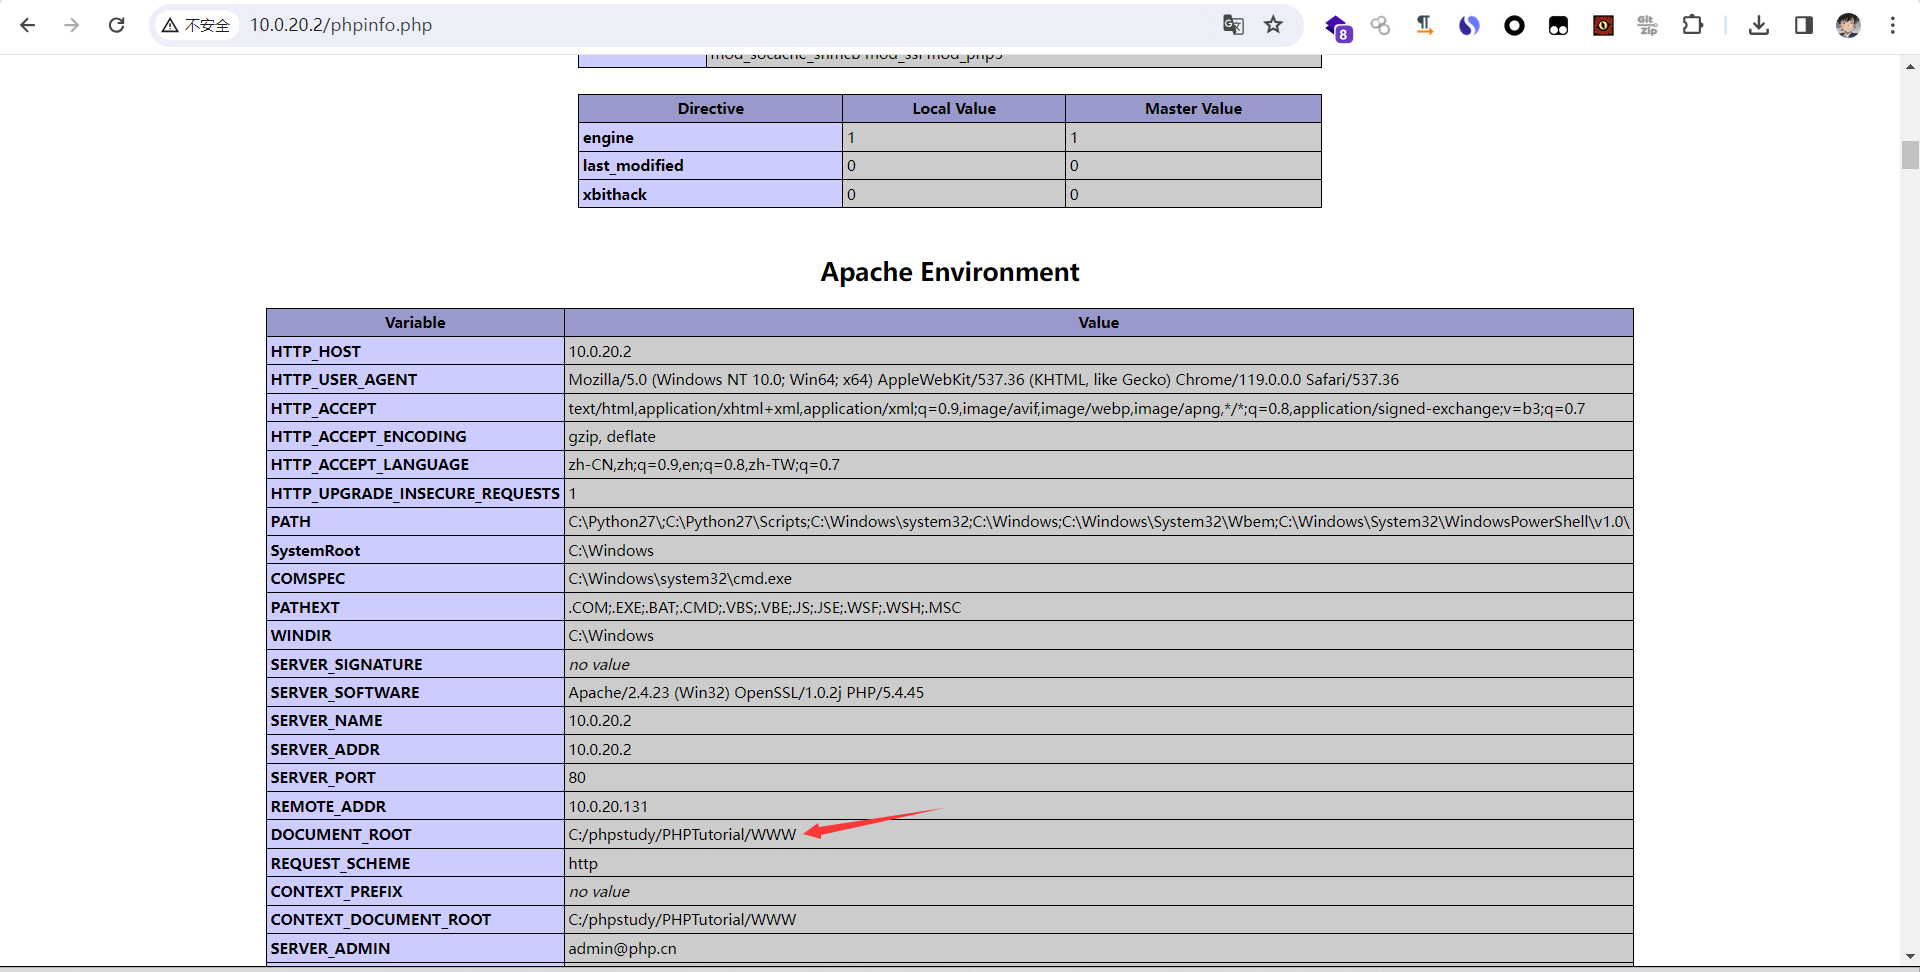 不安全 10.0.20.2/phpinfo.php
8
Git
zip
mod_socache_shmcb mod_ssl mod_php5
Directive Local Value Master Value
engine 1 1
last_modified 0 0
xbithack 0 0
Apache Environment
Variable Value
HTTP_HOST 10.0.20.2
HTTP_USER_AGENT Mozilla/5.0 (Windows NT 10.0; Win64; x64) AppleWebKit/537.36 (KHTML, like Gecko) Chrome/119.0.0.0 Safari/537.36
HTTP_ACCEPT text/html,application/xhtml+xml,application/xml;q=0.9,image/avif,image/webp,image/apng,*/*;q=0.8,application/signed-exchange;v=b3;q=0.7
HTTP_ACCEPT_ENCODING gzip, deflate
HTTP_ACCEPT_LANGUAGE zh-CN,zh;q=0.9,en;q=0.8,zh-TW;q=0.7
HTTP_UPGRADE_INSECURE_REQUESTS 1
PATH C:\Python27\;C:\Python27\Scripts;C:\Windows\system32;C:\Windows;C:\Windows\System32\Wbem;C:\Windows\System32\WindowsPowerShell\v1.0\
SystemRoot C:\Windows
COMSPEC C:\Windows\system32\cmd.exe
PATHEXT .COM;.EXE;.BAT;.CMD;.VBS;.VBE;.JS;.JSE;.WSF;.WSH;.MSC
WINDIR C:\Windows
SERVER_SIGNATURE no value
SERVER_SOFTWARE Apache/2.4.23 (Win32) OpenSSL/1.0.2j PHP/5.4.45
SERVER_NAME 10.0.20.2
SERVER_ADDR 10.0.20.2
SERVER_PORT 80
REMOTE_ADDR 10.0.20.131
DOCUMENT_ROOT C:/phpstudy/PHPTutorial/WWW
REQUEST_SCHEME http
CONTEXT_PREFIX no value
CONTEXT_DOCUMENT_ROOT C:/phpstudy/PHPTutorial/WWW
SERVER_ADMIN admin@php.cn